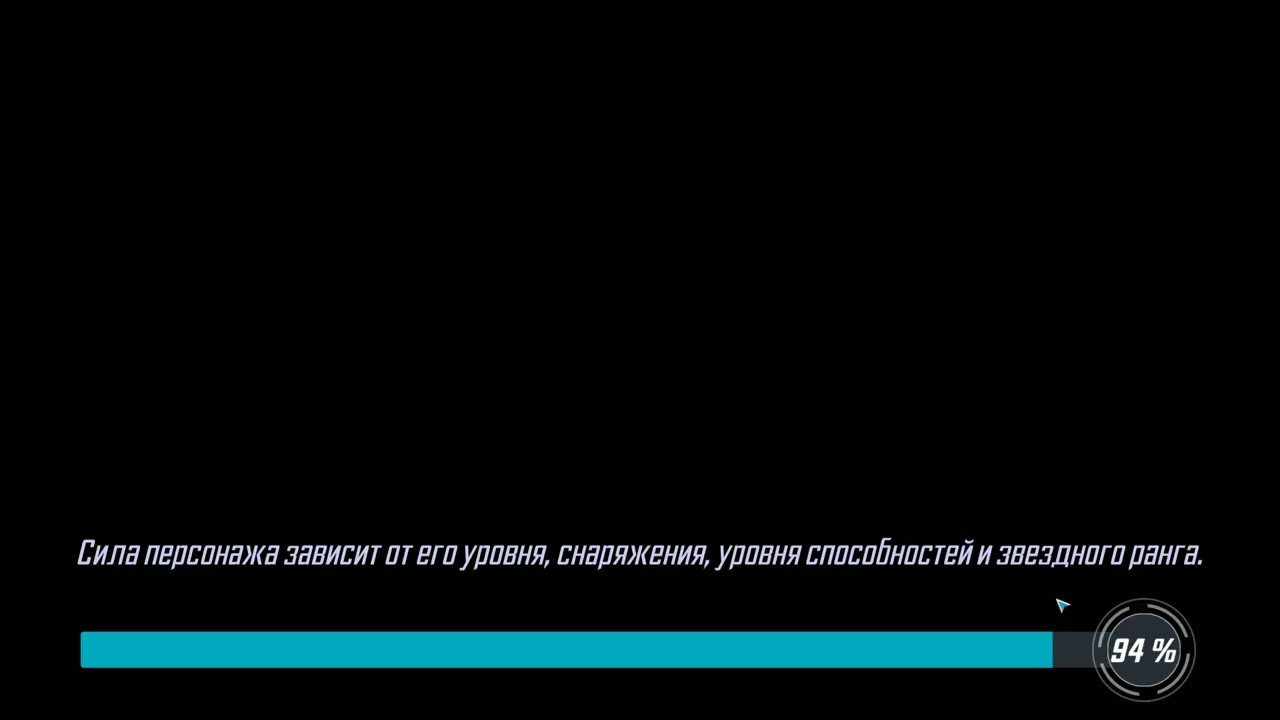 Сила персонажа зависит от его уровня, снаряжения, уровня способностей и звездного ранга.
94 %